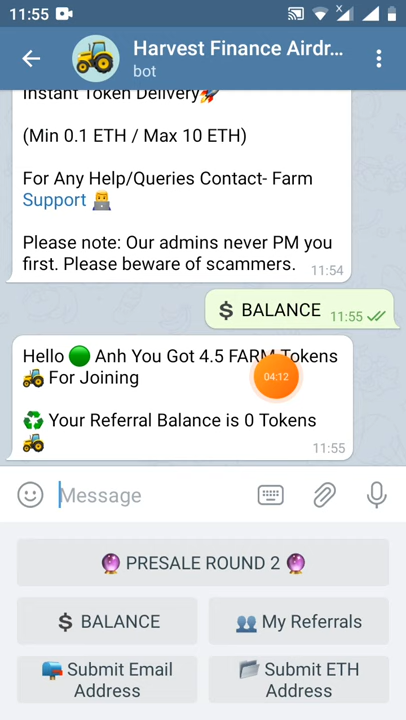 11:55
Harvest Finance Airdr...
bot
Instant Token Delivery🚀
(Min 0.1 ETH / Max 10 ETH)
For Any Help/Queries Contact- Farm
Support 👨‍💻
Please note: Our admins never PM you
first. Please beware of scammers. 11:54
$ BALANCE 11:55
Hello 🟢 Anh You Got 4.5 FARM Tokens
🚜 For Joining
04:12
♻️ Your Referral Balance is 0 Tokens
🚜
11:55
Message
🔮 PRESALE ROUND 2 🔮
$ BALANCE
👥 My Referrals
📪 Submit Email
Address
📂 Submit ETH
Address